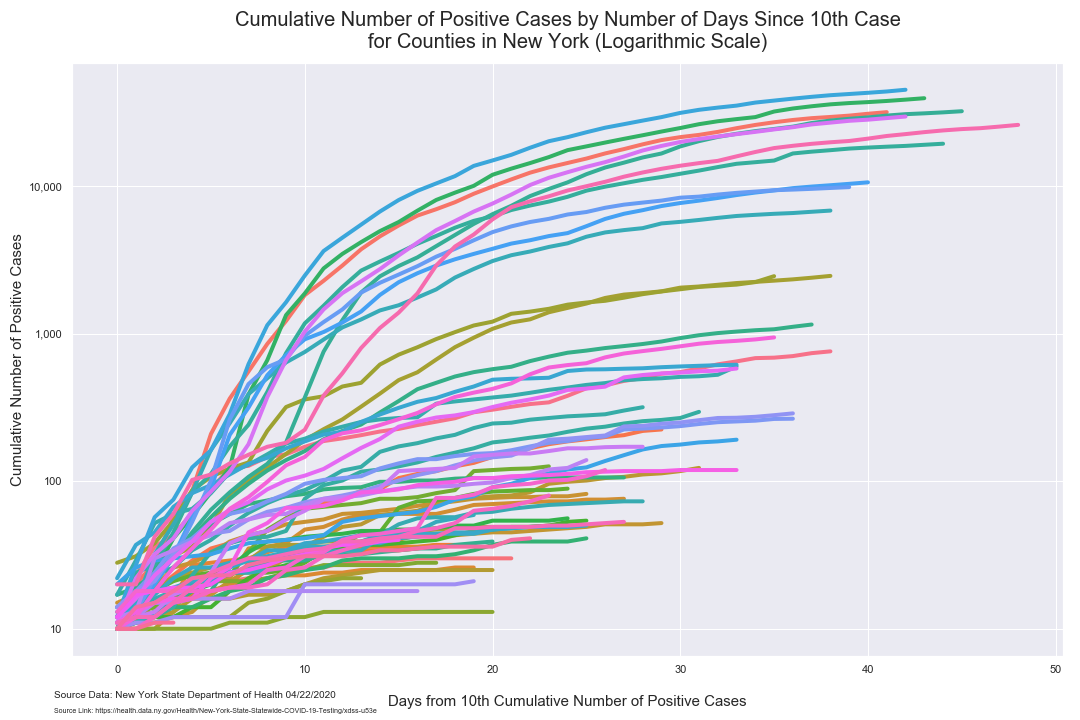 Cumulative Number of Positive Cases by Number of Days Since 10th Case
for Counties in New York (Logarithmic Scale)
Cumulative Number of Positive Cases
10,000
1,000
100
10
0 10 20 30 40 50
Days from 10th Cumulative Number of Positive Cases
Source Data: New York State Department of Health 04/22/2020
Source Link: https://health.data.ny.gov/Health/New-York-State-Statewide-COVID-19-Testing/xdss-u53e